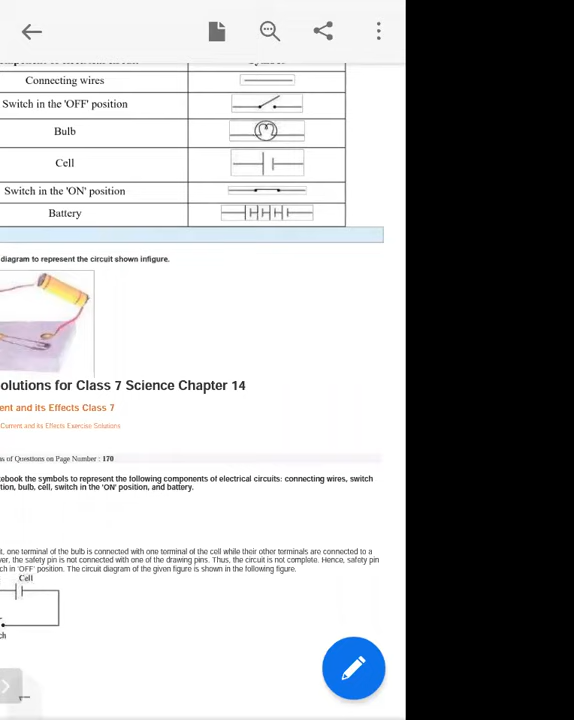 Connecting wires
Switch in the 'OFF' position
Bulb
Cell
Switch in the 'ON' position
Battery
diagram to represent the circuit shown infigure.
olutions for Class 7 Science Chapter 14
ent and its Effects Class 7
Current and its Effects Exercise Solutions
ns of Questions on Page Number : 170
ebook the symbols to represent the following components of electrical circuits: connecting wires, switch
tion, bulb, cell, switch in the 'ON' position, and battery.
it, one terminal of the bulb is connected with one terminal of the cell while their other terminals are connected to a
ver, the safety pin is not connected with one of the drawing pins. Thus, the circuit is not complete. Hence, safety pin
ch in 'OFF' position. The circuit diagram of the given figure is shown in the following figure.
Cell
ch